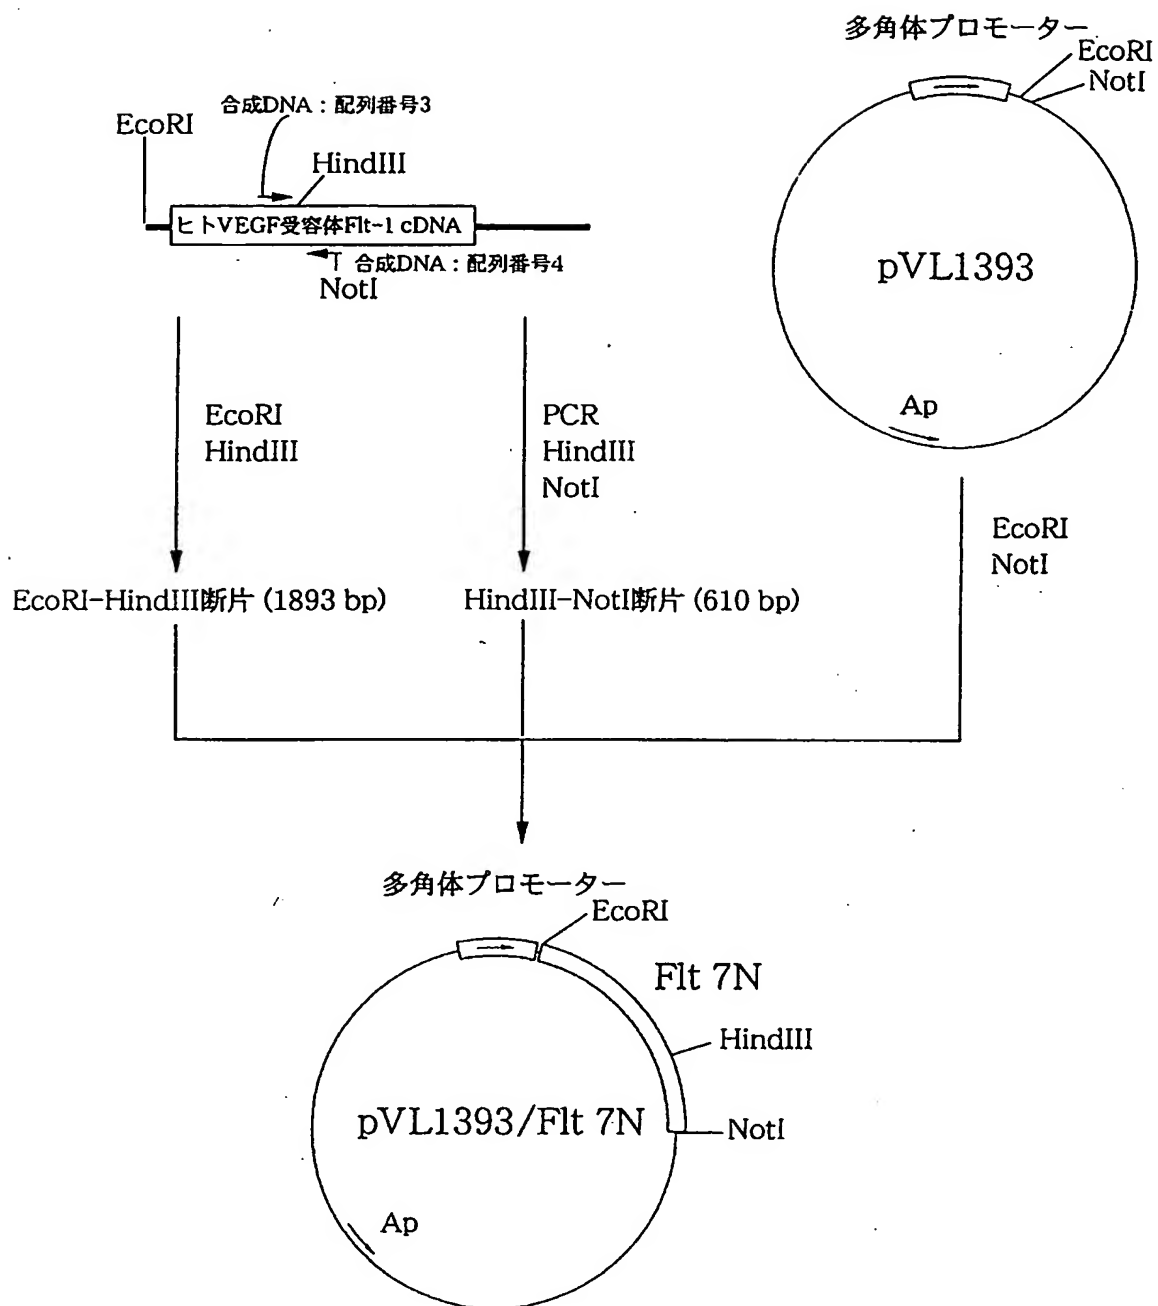 多角体プロモーター
EcoRI
NotI
合成DNA：配列番号3
EcoRI
HindIII
ヒトVEGF受容体Flt-1 cDNA
合成DNA：配列番号4
NotI
pVL1393
Ap
EcoRI
HindIII
PCR
HindIII
NotI
EcoRI
NotI
EcoRI-HindIII断片 (1893 bp)
HindIII-NotI断片 (610 bp)
多角体プロモーター
EcoRI
Flt 7N
HindIII
pVL1393/Flt 7N
NotI
Ap